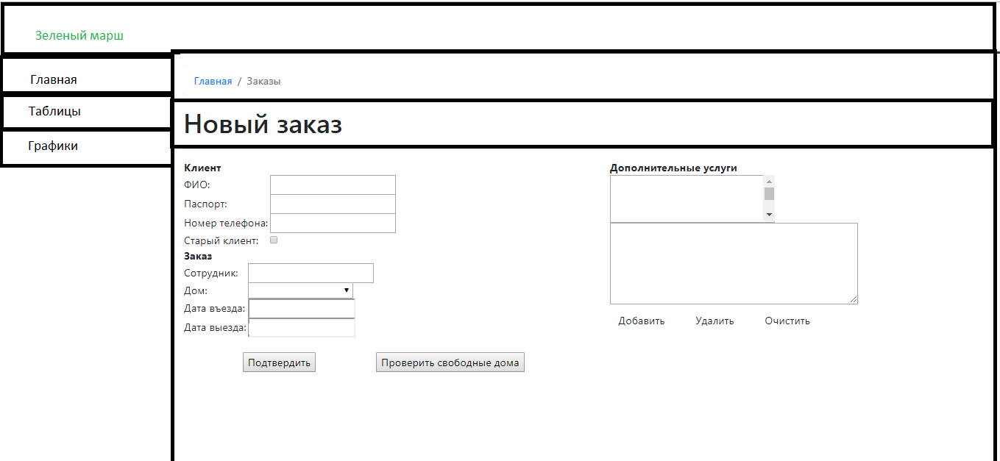 Зеленый марш
Главная
Таблицы
Графики
Главная / Заказы
Новый заказ
Клиент
ФИО:
Паспорт:
Номер телефона:
Старый клиент:
Заказ
Сотрудник:
Дом:
Дата въезда:
Дата выезда:
Подтвердить
Проверить свободные дома
Дополнительные услуги
Добавить Удалить Очистить